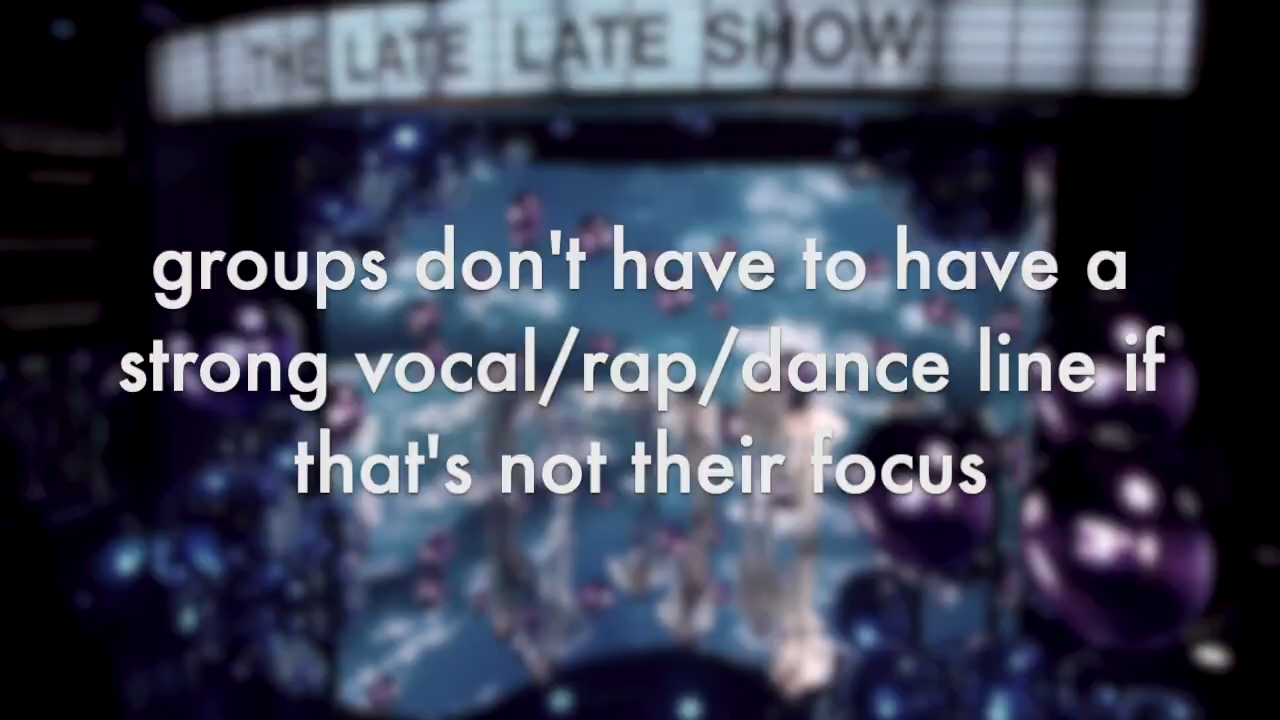 THE LATE LATE SHOW
groups don't have to have a
strong vocal/rap/dance line if
that's not their focus